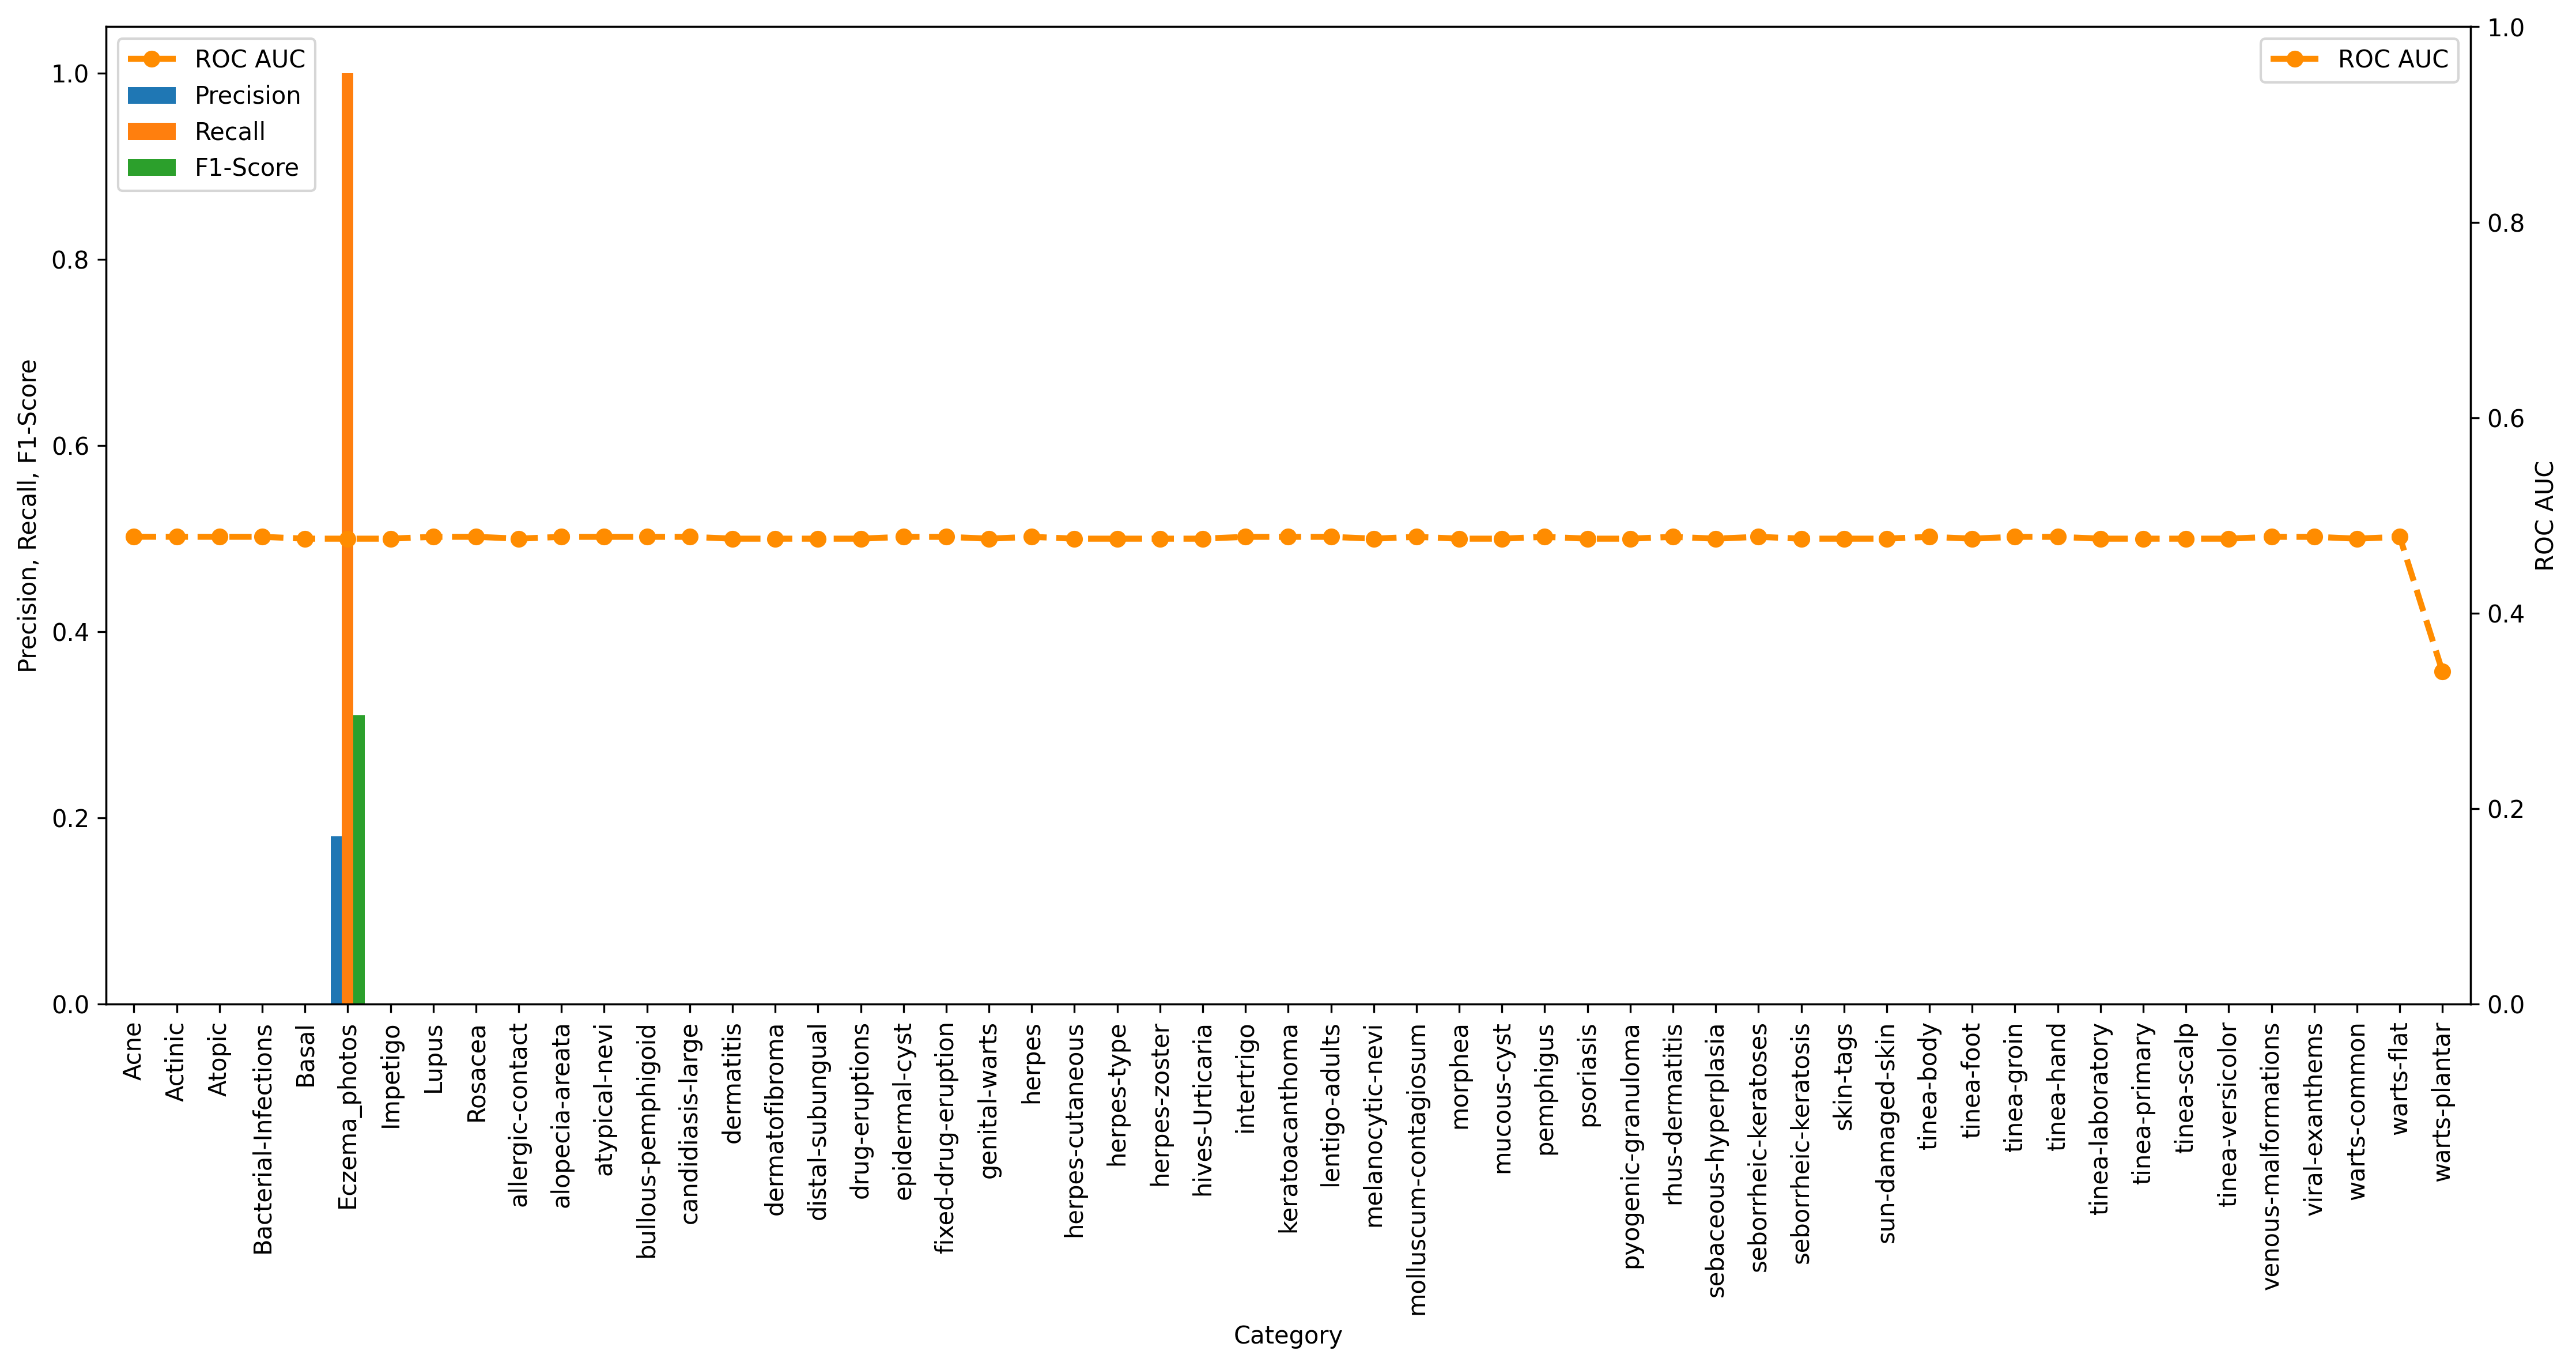 ROC AUC
Precision
Recall
F1-Score
ROC AUC
Precision, Recall, F1-Score
1.0
0.8
0.6
0.4
0.2
0.0
1.0
0.8
0.6
0.4
0.2
0.0
ROC AUC
Acne
Actinic
Atopic
Bacterial-Infections
Basal
Eczema_photos
Impetigo
Lupus
Rosacea
allergic-contact
alopecia-areata
atypical-nevi
bullous-pemphigoid
candidiasis-large
dermatitis
dermatofibroma
distal-subungual
drug-eruptions
epidermal-cyst
fixed-drug-eruption
genital-warts
herpes
herpes-cutaneous
herpes-type
herpes-zoster
hives-Urticaria
intertrigo
keratoacanthoma
lentigo-adults
melanocytic-nevi
molluscum-contagiosum
morphea
mucous-cyst
pemphigus
psoriasis
pyogenic-granuloma
rhus-dermatitis
sebaceous-hyperplasia
seborrheic-keratoses
seborrheic-keratosis
skin-tags
sun-damaged-skin
tinea-body
tinea-foot
tinea-groin
tinea-hand
tinea-laboratory
tinea-primary
tinea-scalp
tinea-versicolor
venous-malformations
viral-exanthems
warts-common
warts-flat
warts-plantar
Category